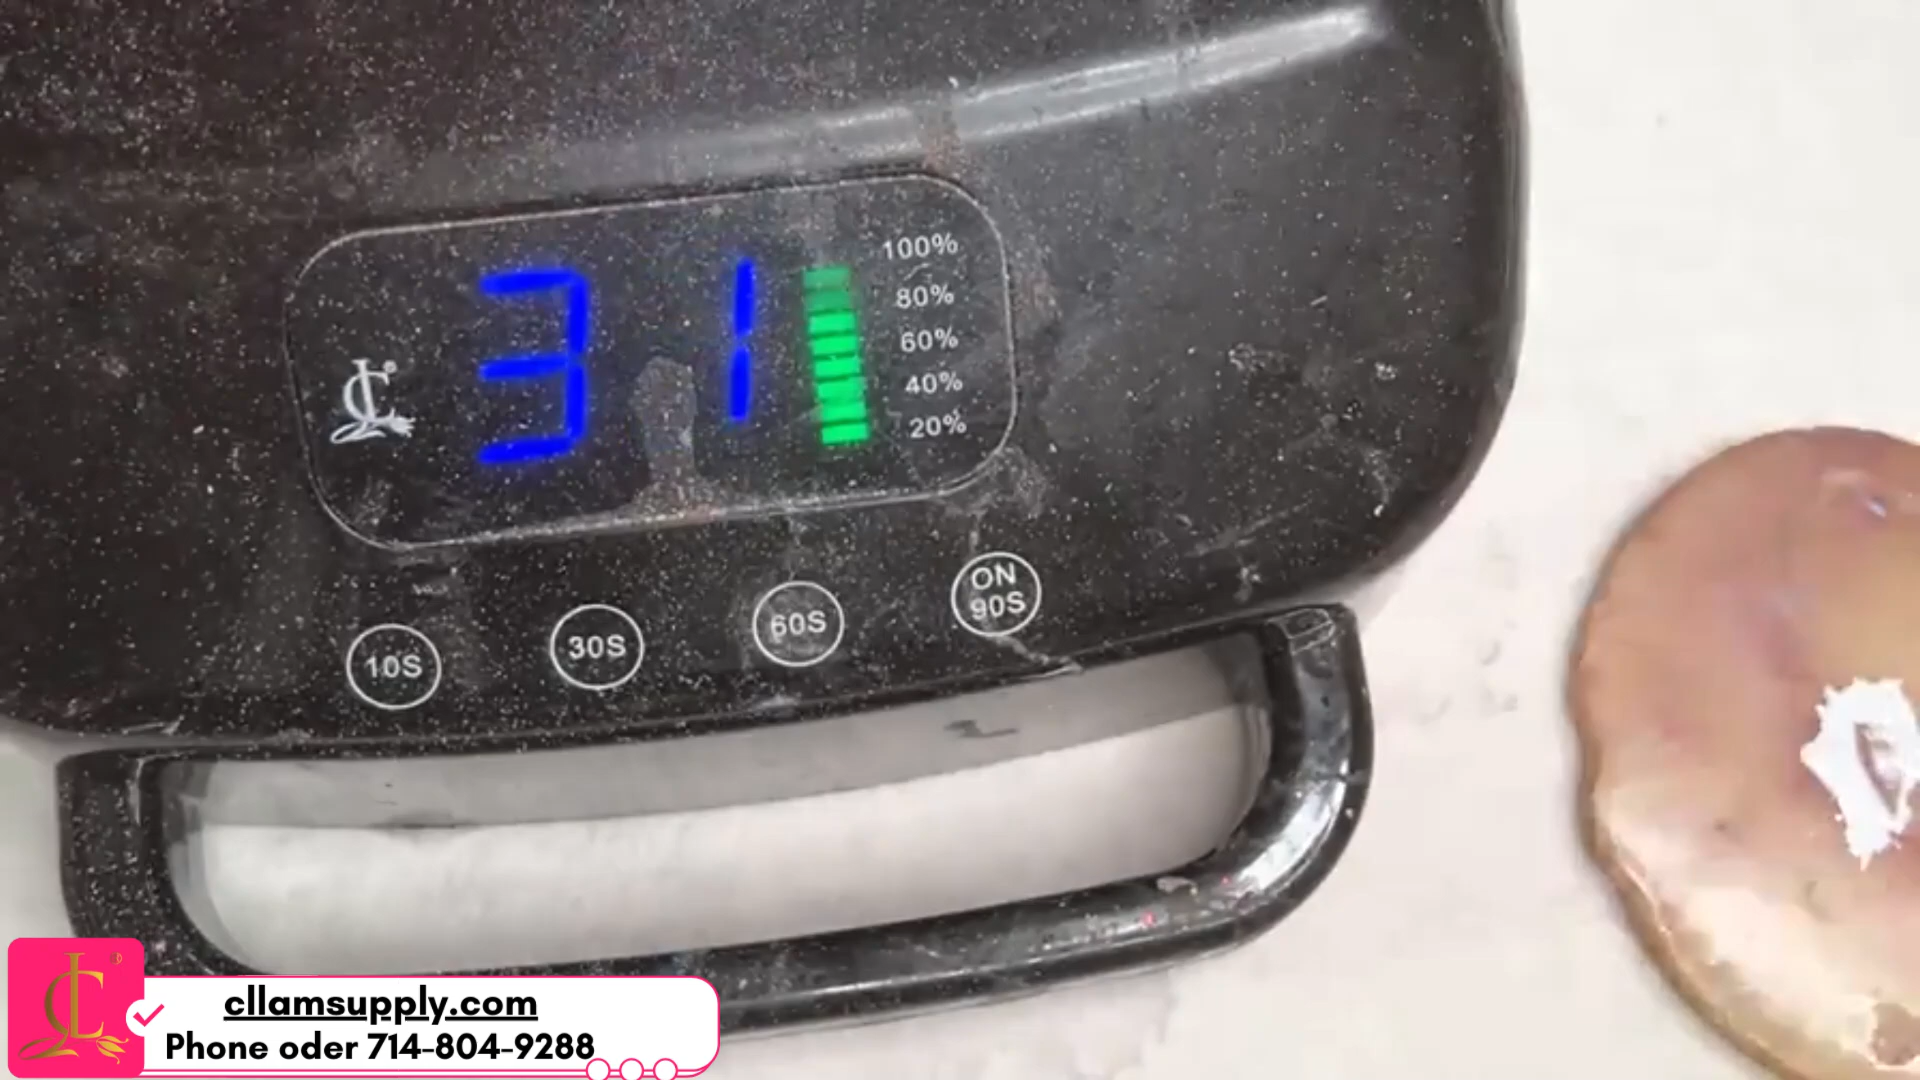 31
100%
80%
60%
40%
20%
10S
30S
60S
ON
90S
cllamsupply.com
Phone oder 714-804-9288